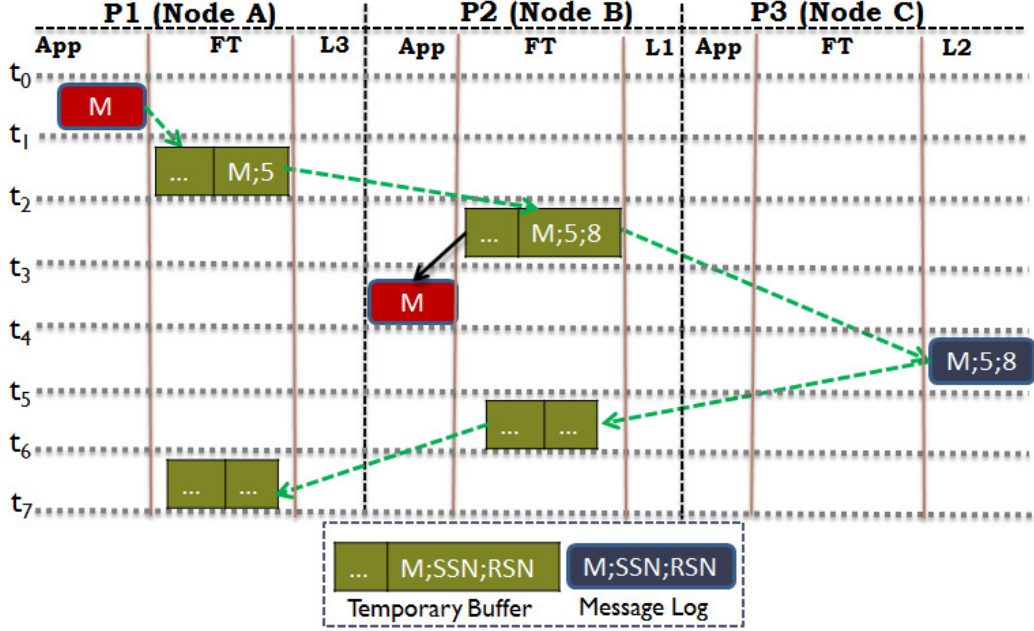 P1 (Node A) P2 (Node B) P3 (Node C)
App FT L3 App FT L1 App FT L2
t0
M
t1
... M;5
t2
... M;5;8
t3
M
t4
M;5;8
t5
... ...
t6
... ...
t7
... M;SSN;RSN M;SSN;RSN
Temporary Buffer Message Log